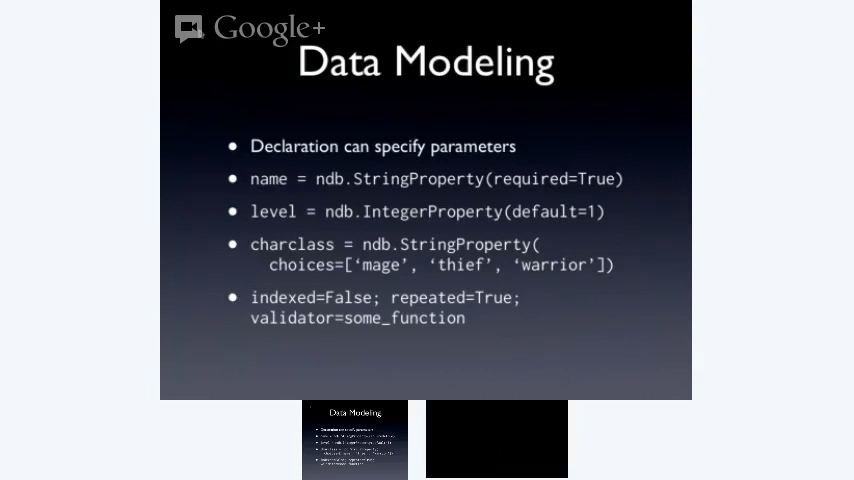 Google+
Data Modeling
• Declaration can specify parameters
• name = ndb.StringProperty(required=True)
• level = ndb.IntegerProperty(default=1)
• charclass = ndb.StringProperty(
choices=[‘mage’, ‘thief’, ‘warrior’])
• indexed=False; repeated=True;
validator=some_function
Data Modeling